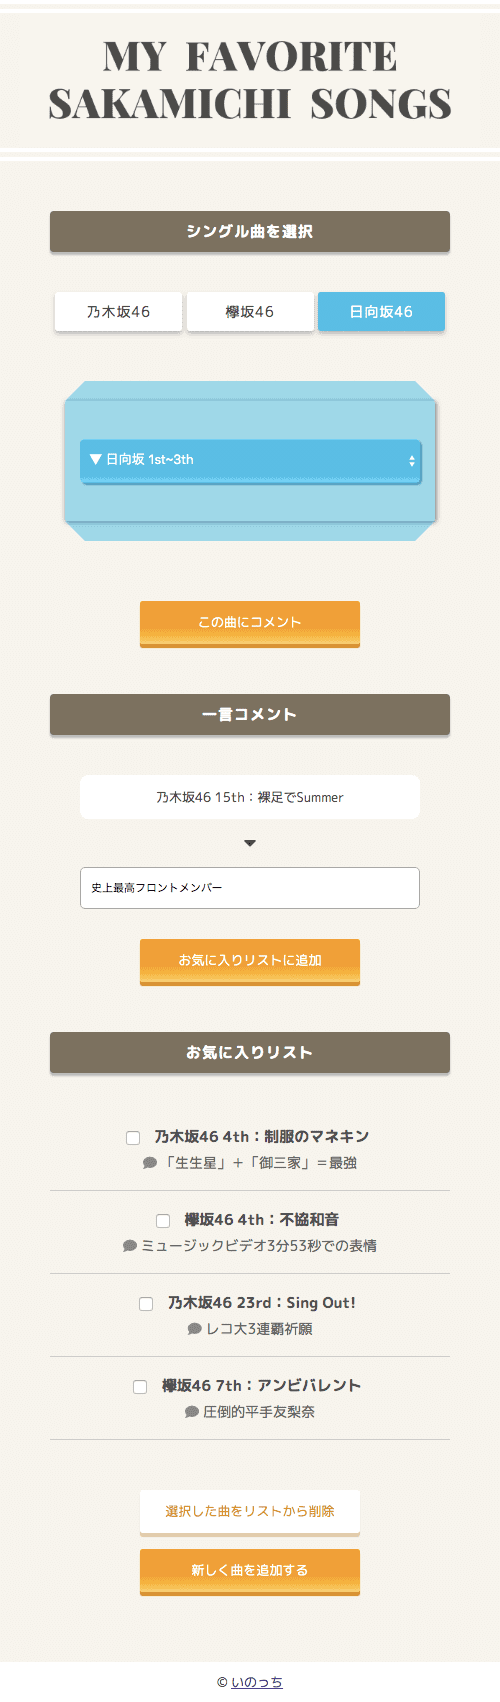 MY FAVORITE
SAKAMICHI SONGS
シングル曲を選択
乃木坂46 欅坂46 日向坂46
▼ 日向坂 1st~3th
この曲にコメント
一言コメント
乃木坂46 15th：裸足でSummer
史上最高フロントメンバー
お気に入りリストに追加
お気に入りリスト
乃木坂46 4th：制服のマネキン
「生生星」＋「御三家」＝最強
欅坂46 4th：不協和音
ミュージックビデオ3分53秒での表情
乃木坂46 23rd：Sing Out!
レコ大3連覇祈願
欅坂46 7th：アンビバレント
圧倒的平手友梨奈
選択した曲をリストから削除
新しく曲を追加する
© いのっち